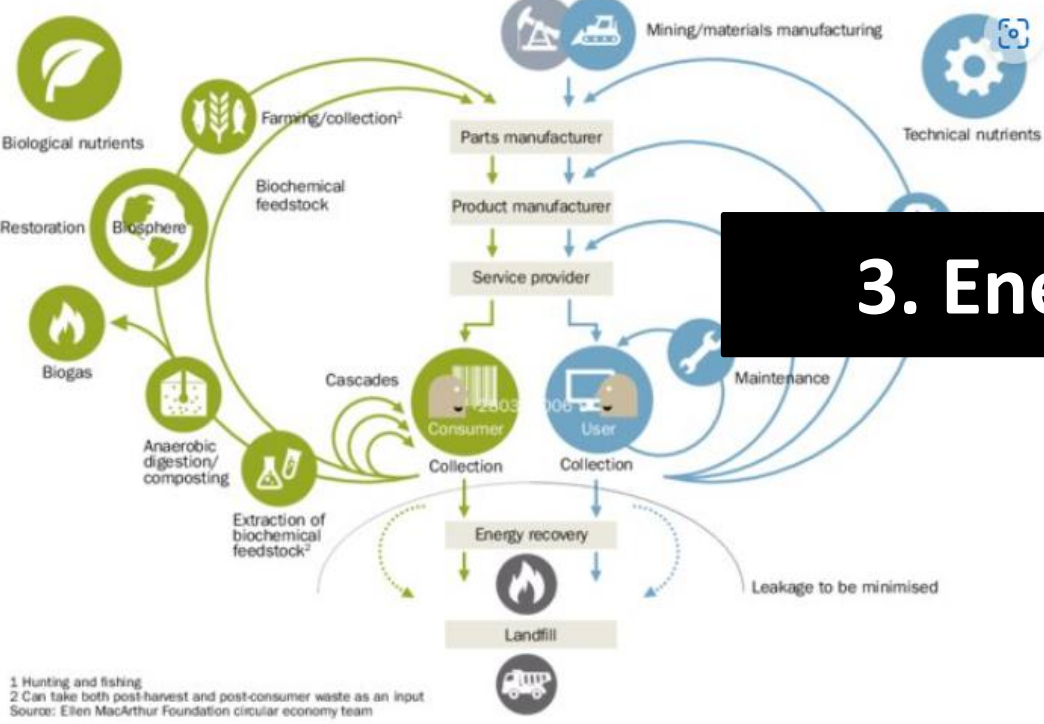 Mining/materials manufacturing
Biological nutrients
Technical nutrients
Farming/collection¹
Parts manufacturer
Biochemical
feedstock
Product manufacturer
Restoration
Biosphere
Service provider
3. Ene
Biogas
Cascades
Maintenance
Consumer
User
Anaerobic
digestion/
composting
Collection
Collection
Extraction of
biochemical
feedstock²
Energy recovery
Leakage to be minimised
Landfill
1 Hunting and fishing
2 Can take both post-harvest and post-consumer waste as an input
Source: Ellen MacArthur Foundation circular economy team